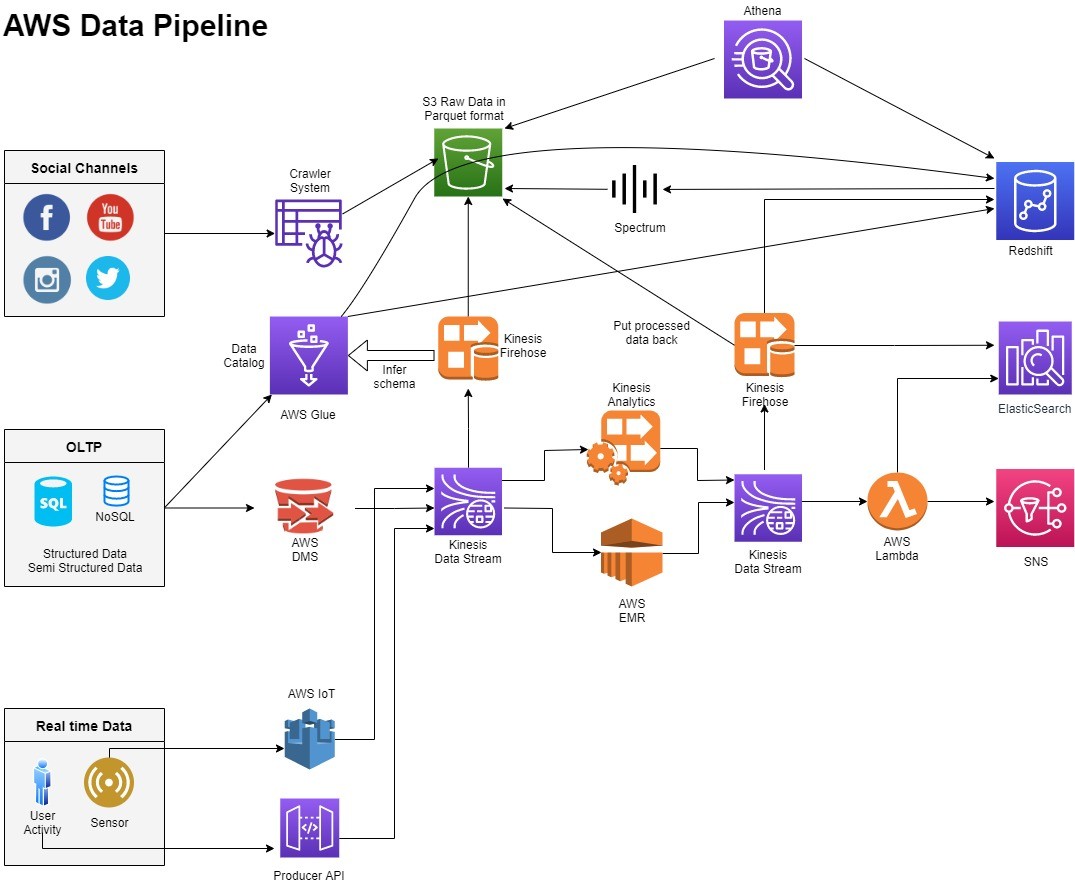 AWS Data Pipeline
Athena
S3 Raw Data in
Parquet format
Social Channels
You
Tube
Crawler
System
Spectrum
Redshift
Data
Catalog
Infer
schema
Kinesis
Firehose
Put processed
data back
AWS Glue
Kinesis
Analytics
Kinesis
Firehose
ElasticSearch
OLTP
SQL
NoSQL
Structured Data
Semi Structured Data
AWS
DMS
Kinesis
Data Stream
AWS
EMR
Kinesis
Data Stream
AWS
Lambda
SNS
Real time Data
User
Activity
Sensor
AWS IoT
Producer API